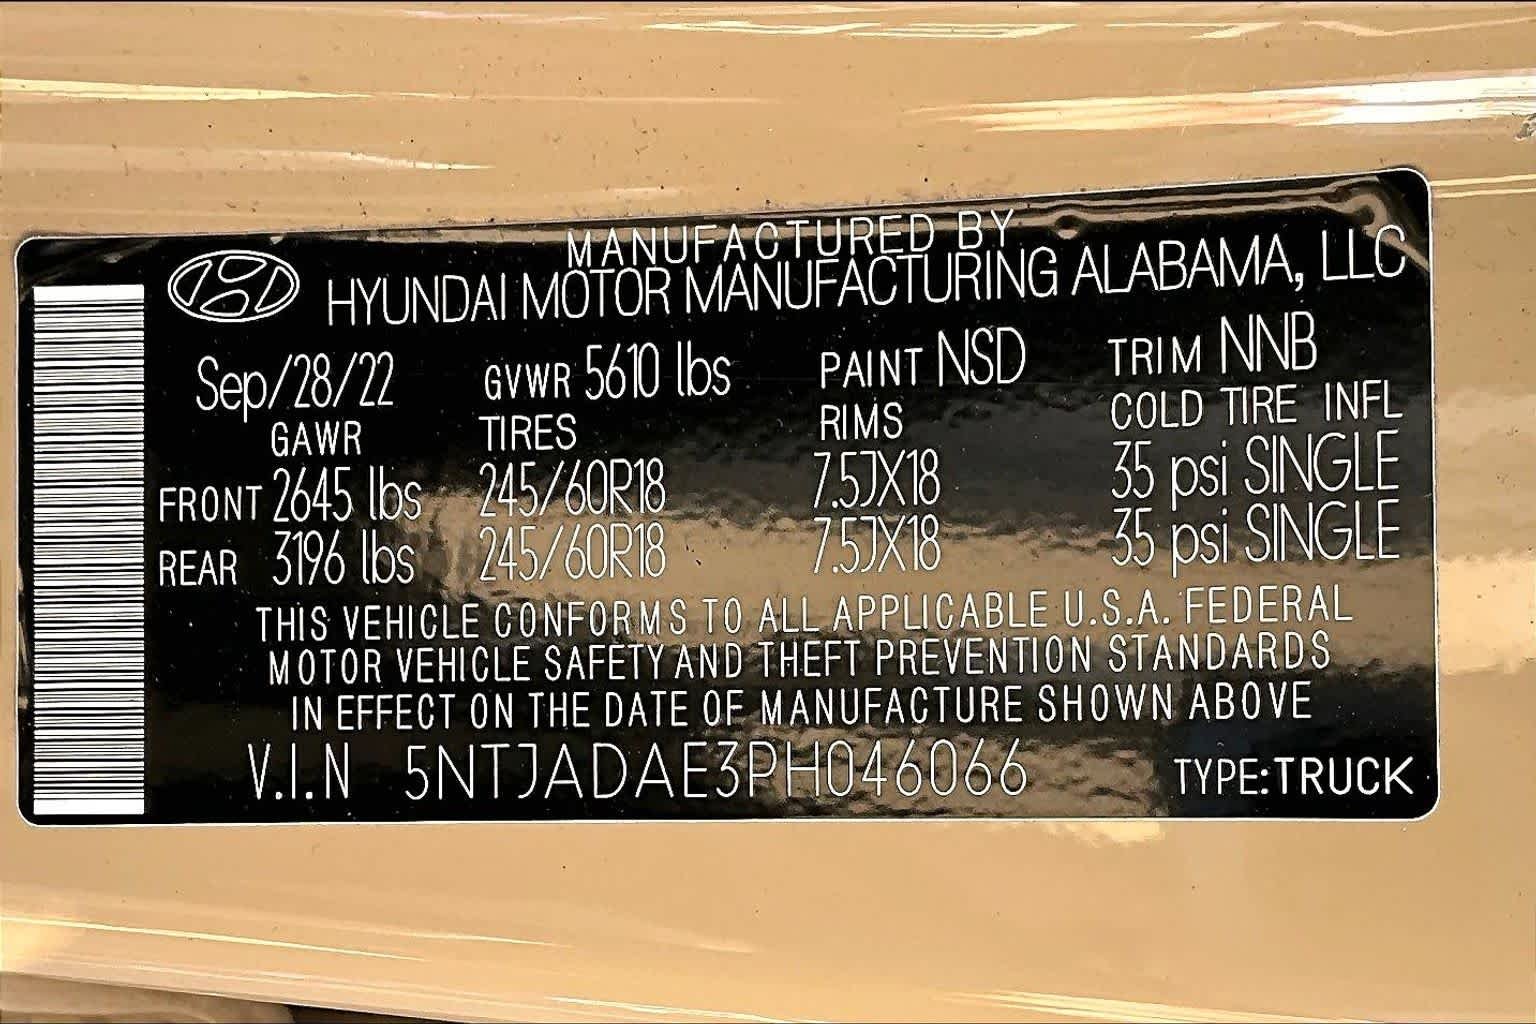 MANUFACTURED BY
HYUNDAI MOTOR MANUFACTURING ALABAMA, LLC
Sep/28/22 GVWR 5610 lbs PAINT NSD TRIM NNB
GAWR TIRES RIMS COLD TIRE INFL
FRONT 2645 lbs 245/60R18 7.5JX18 35 psi SINGLE
REAR 3196 lbs 245/60R18 7.5JX18 35 psi SINGLE
THIS VEHICLE CONFORMS TO ALL APPLICABLE U.S.A. FEDERAL
MOTOR VEHICLE SAFETY AND THEFT PREVENTION STANDARDS
IN EFFECT ON THE DATE OF MANUFACTURE SHOWN ABOVE
V.I.N 5NTJADAE3PH046066 TYPE:TRUCK